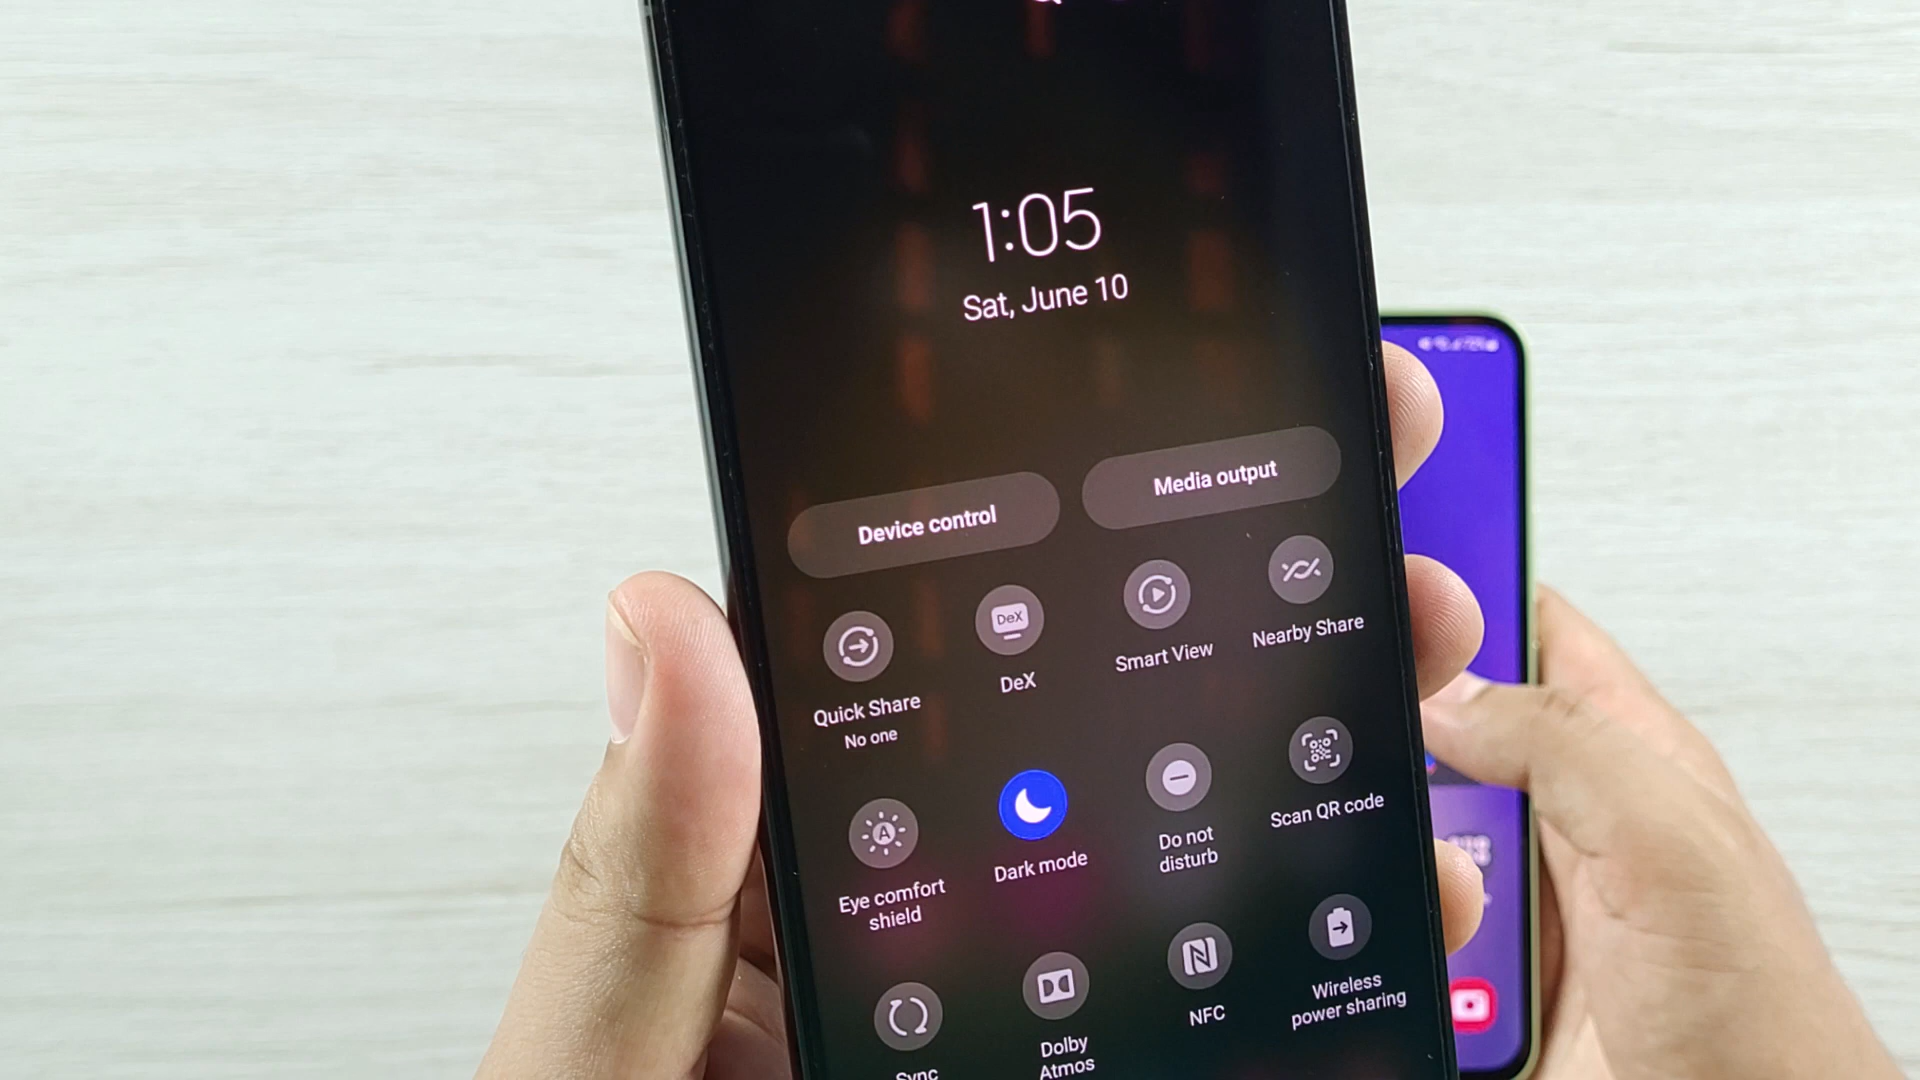 1:05
Sat, June 10
Device control
Media output
Quick Share
No one
DeX
DeX
Smart View
Nearby Share
A
Eye comfort
shield
Dark mode
Do not
disturb
Scan QR code
Sync
Dolby
Atmos
NFC
Wireless
power sharing